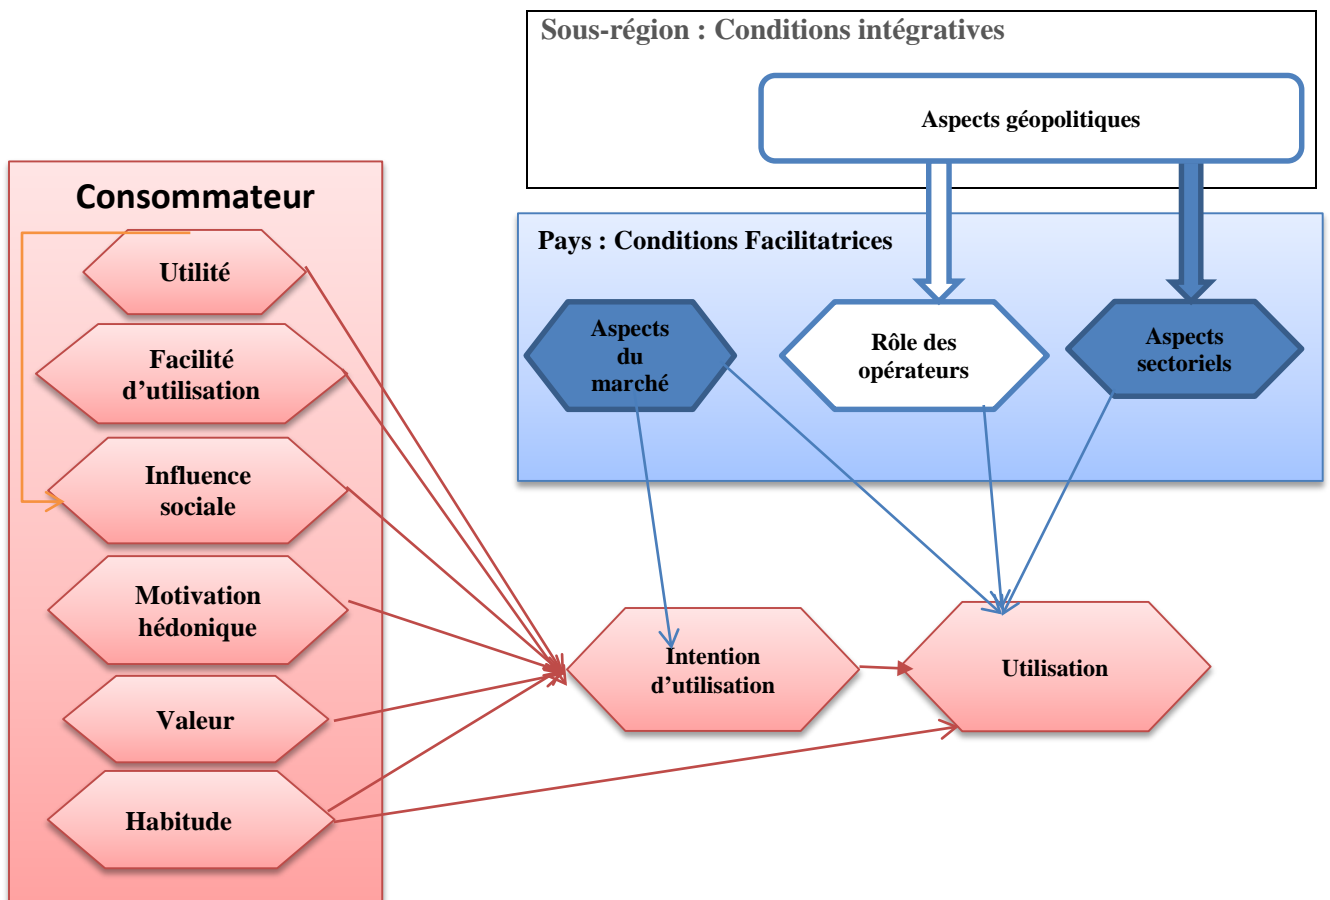 Sous-région : Conditions intégratives
Aspects géopolitiques
Consommateur
Utilité
Facilité
d’utilisation
Influence
sociale
Motivation
hédonique
Valeur
Habitude
Pays : Conditions Facilitatrices
Aspects
du
marché
Rôle des
opérateurs
Aspects
sectoriels
Intention
d’utilisation
Utilisation